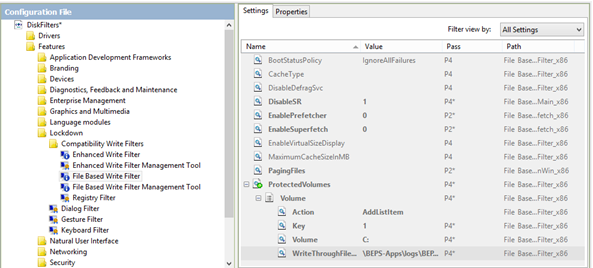 Configuration File
DiskFilters*
Drivers
Features
Application Development Frameworks
Branding
Devices
Diagnostics, Feedback and Maintenance
Enterprise Management
Graphics and Multimedia
Language modules
Lockdown
Compatibility Write Filters
Enhanced Write Filter
Enhanced Write Filter Management Tool
File Based Write Filter
File Based Write Filter Management Tool
Registry Filter
Dialog Filter
Gesture Filter
Keyboard Filter
Natural User Interface
Networking
Security
Settings Properties
Filter view by: All Settings
Name Value Pass Path
BootStatusPolicy IgnoreAllFailures P4 File Base...Filter_x86
CacheType P4 File Base...Filter_x86
DisableDefragSvc P4 File Base...Filter_x86
DisableSR 1 P4* File Base...Main_x86
EnablePrefetcher 0 P2* File Base...fetch_x86
EnableSuperfetch 0 P2* File Base...fetch_x86
EnableVirtualSizeDisplay P4 File Base...Filter_x86
MaximumCacheSizeInMB P4 File Base...Filter_x86
PagingFiles P2* File Base...nWin_x86
ProtectedVolumes P4* File Base...Filter_x86
Volume File Base...Filter_x86
Action AddListItem File Base...Filter_x86
Key 1 P4* File Base...Filter_x86
Volume C: P4* File Base...Filter_x86
WriteThroughFile... \BEPS-Apps\logs\BEP... P4* File Base...Filter_x86